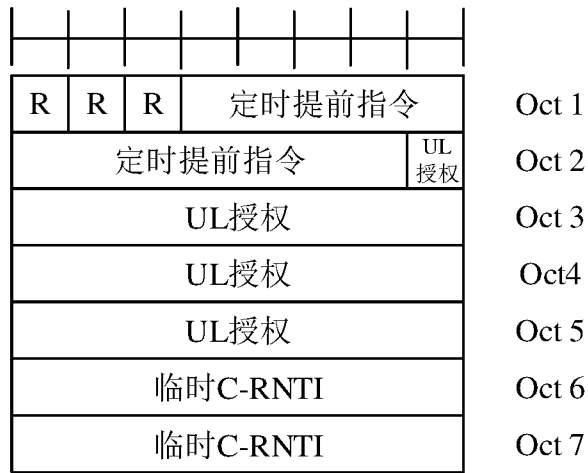 R R R 定时提前指令 Oct 1
定时提前指令 UL授权 Oct 2
UL授权 Oct 3
UL授权 Oct4
UL授权 Oct 5
临时C-RNTI Oct 6
临时C-RNTI Oct 7